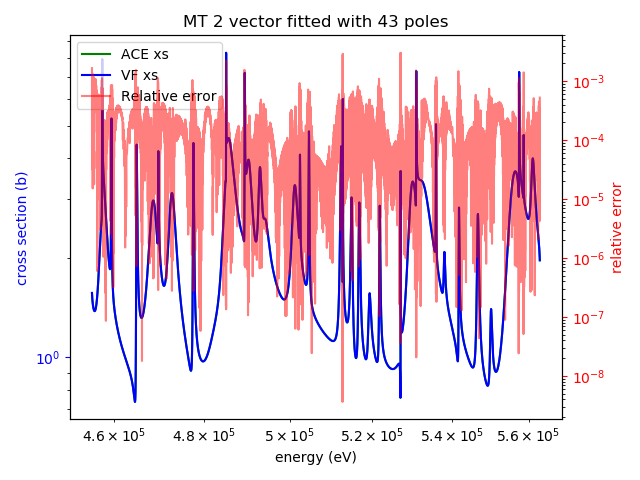 MT 2 vector fitted with 43 poles
ACE xs
VF xs
Relative error
cross section (b)
10⁰
10⁻³
10⁻⁴
10⁻⁵
10⁻⁶
10⁻⁷
10⁻⁸
relative error
4.6 × 10⁵ 4.8 × 10⁵ 5 × 10⁵ 5.2 × 10⁵ 5.4 × 10⁵ 5.6 × 10⁵
energy (eV)